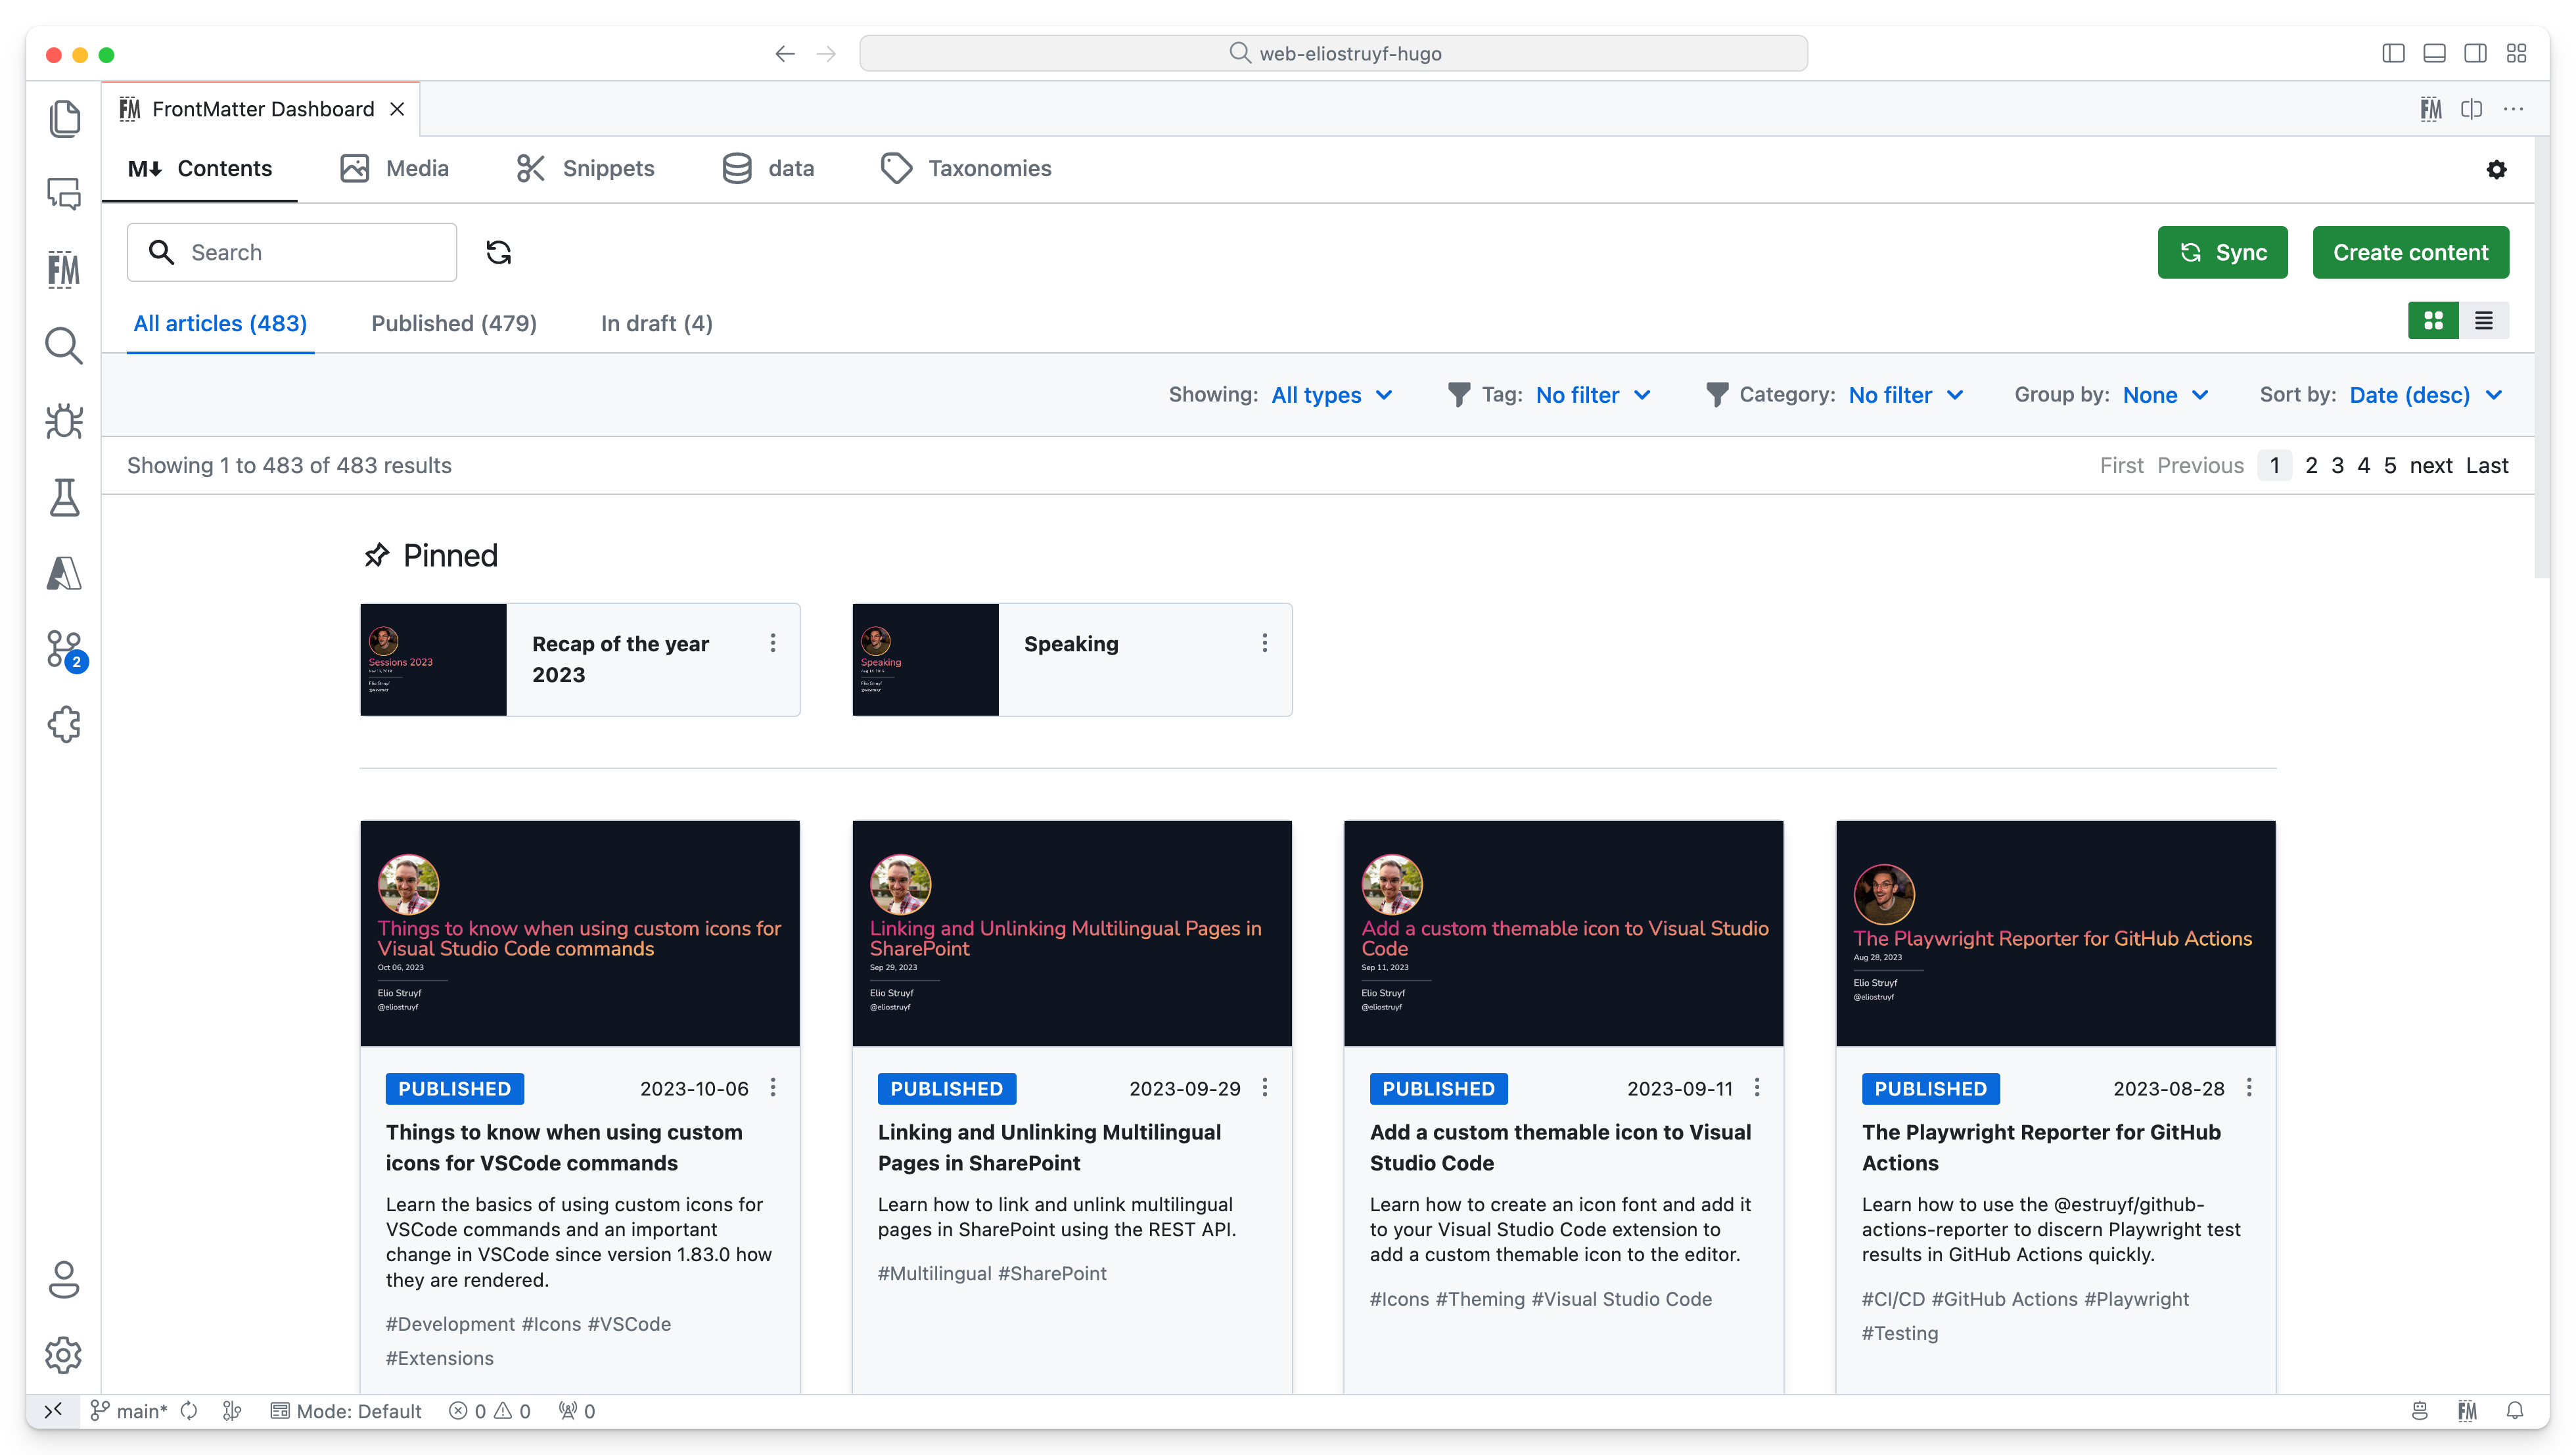 web-eliostruyf-hugo
FM FrontMatter Dashboard
FM
M Contents Media Snippets data Taxonomies
FM
Search
Sync
Create content
All articles (483) Published (479) In draft (4)
Showing: All types Tag: No filter Category: No filter Group by: None Sort by: Date (desc)
Showing 1 to 483 of 483 results
First Previous 1 2 3 4 5 next Last
Pinned
Sessions 2023
Elio Struyf
Recap of the year
2023
Speaking
Elio Struyf
Speaking
2
Things to know when using custom icons for
Visual Studio Code commands
Oct 06, 2023
Elio Struyf
@eliostruyf
PUBLISHED 2023-10-06
Things to know when using custom
icons for VSCode commands
Learn the basics of using custom icons for
VSCode commands and an important
change in VSCode since version 1.83.0 how
they are rendered.
#Development #Icons #VSCode
#Extensions
Linking and Unlinking Multilingual Pages in
SharePoint
Sep 29, 2023
Elio Struyf
@eliostruyf
PUBLISHED 2023-09-29
Linking and Unlinking Multilingual
Pages in SharePoint
Learn how to link and unlink multilingual
pages in SharePoint using the REST API.
#Multilingual #SharePoint
Add a custom themable icon to Visual Studio
Code
Sep 11, 2023
Elio Struyf
@eliostruyf
PUBLISHED 2023-09-11
Add a custom themable icon to Visual
Studio Code
Learn how to create an icon font and add it
to your Visual Studio Code extension to
add a custom themable icon to the editor.
#Icons #Theming #Visual Studio Code
The Playwright Reporter for GitHub Actions
Aug 28, 2023
Elio Struyf
@eliostruyf
PUBLISHED 2023-08-28
The Playwright Reporter for GitHub
Actions
Learn how to use the @estruyf/github-
actions-reporter to discern Playwright test
results in GitHub Actions quickly.
#CI/CD #GitHub Actions #Playwright
#Testing
main* Mode: Default 0 0 0
FM